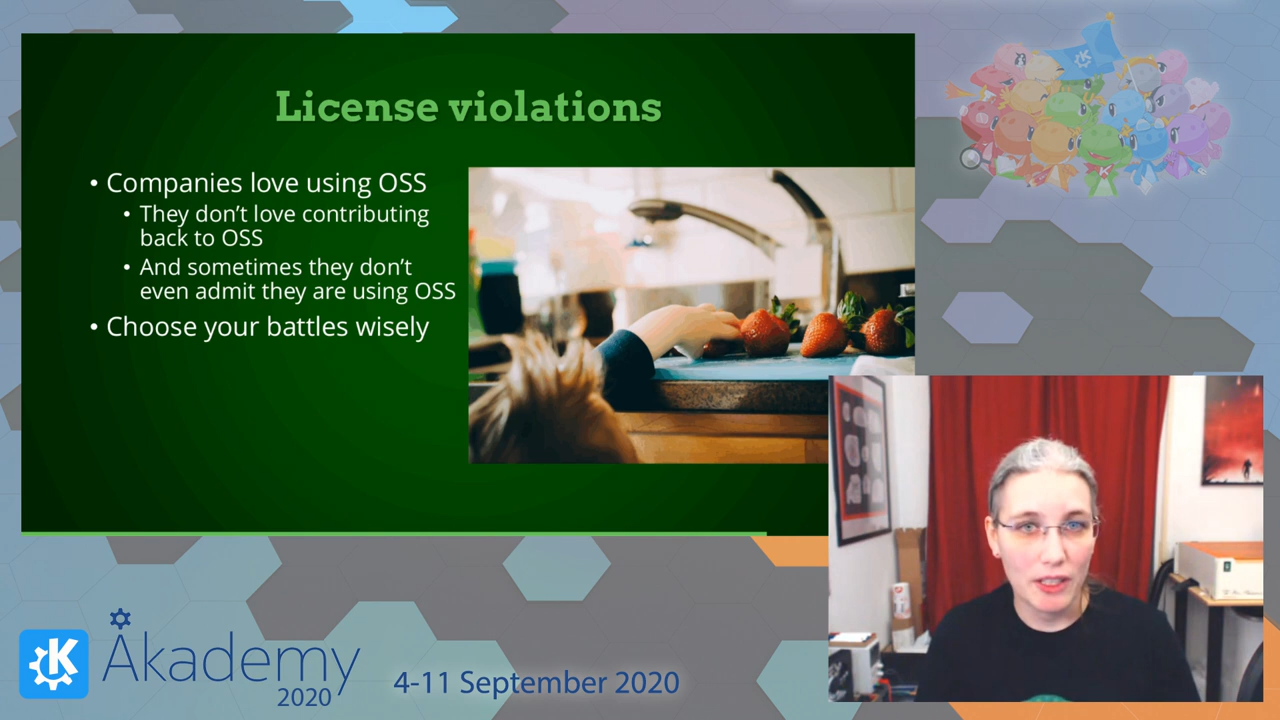 License violations
• Companies love using OSS
• They don’t love contributing
back to OSS
• And sometimes they don’t
even admit they are using OSS
• Choose your battles wisely
K
Akademy
2020
4-11 September 2020